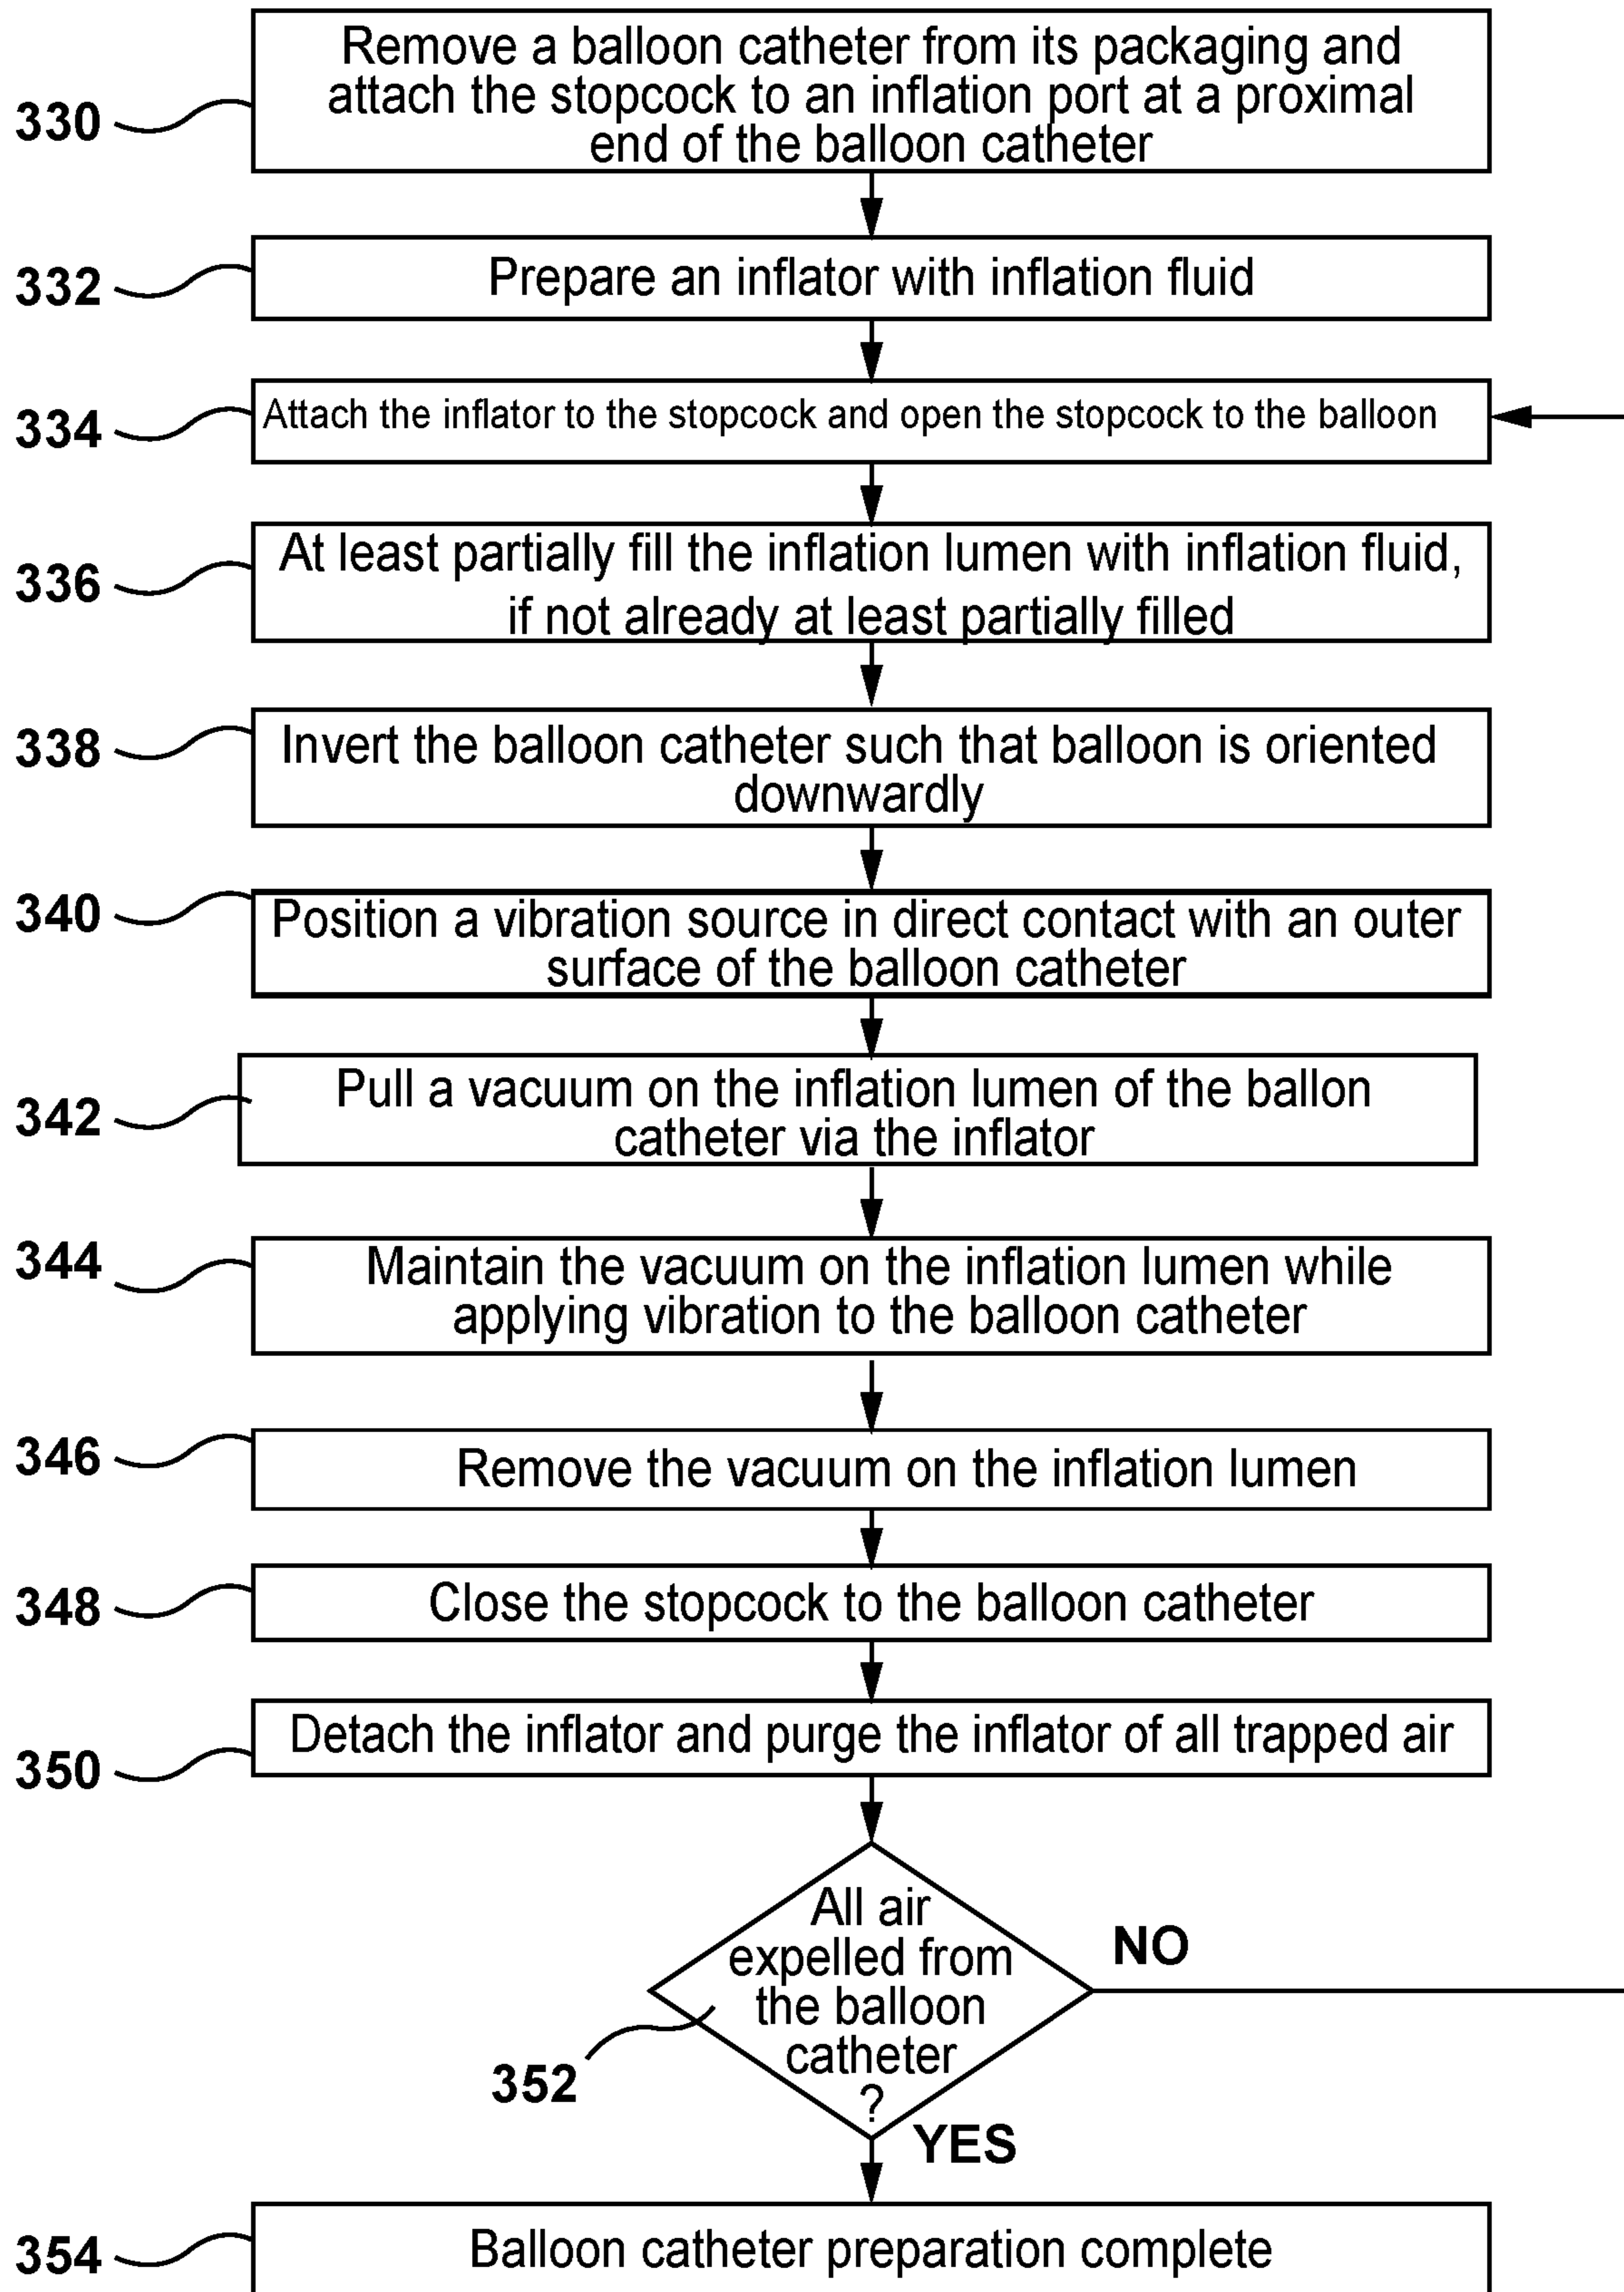 330
Remove a balloon catheter from its packaging and
attach the stopcock to an inflation port at a proximal
end of the balloon catheter
332
Prepare an inflator with inflation fluid
334
Attach the inflator to the stopcock and open the stopcock to the balloon
336
At least partially fill the inflation lumen with inflation fluid,
if not already at least partially filled
338
Invert the balloon catheter such that balloon is oriented
downwardly
340
Position a vibration source in direct contact with an outer
surface of the balloon catheter
342
Pull a vacuum on the inflation lumen of the ballon
catheter via the inflator
344
Maintain the vacuum on the inflation lumen while
applying vibration to the balloon catheter
346
Remove the vacuum on the inflation lumen
348
Close the stopcock to the balloon catheter
350
Detach the inflator and purge the inflator of all trapped air
352
All air
expelled from
the balloon
catheter
?
NO
YES
354
Balloon catheter preparation complete